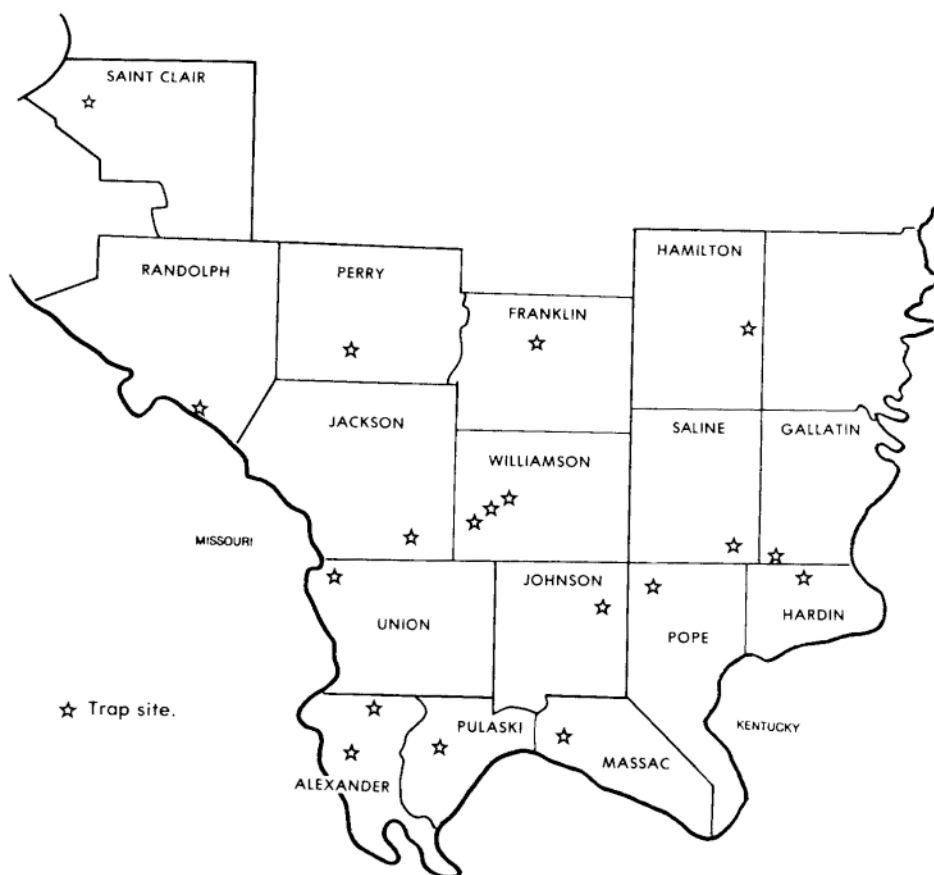 SAINT CLAIR
RANDOLPH
PERRY
HAMILTON
FRANKLIN
JACKSON
WILLIAMSON
SALINE
GALLATIN
MISSOURI
JOHNSON
UNION
POPE
HARDIN
Trap site.
PULASKI
KENTUCKY
MASSAC
ALEXANDER